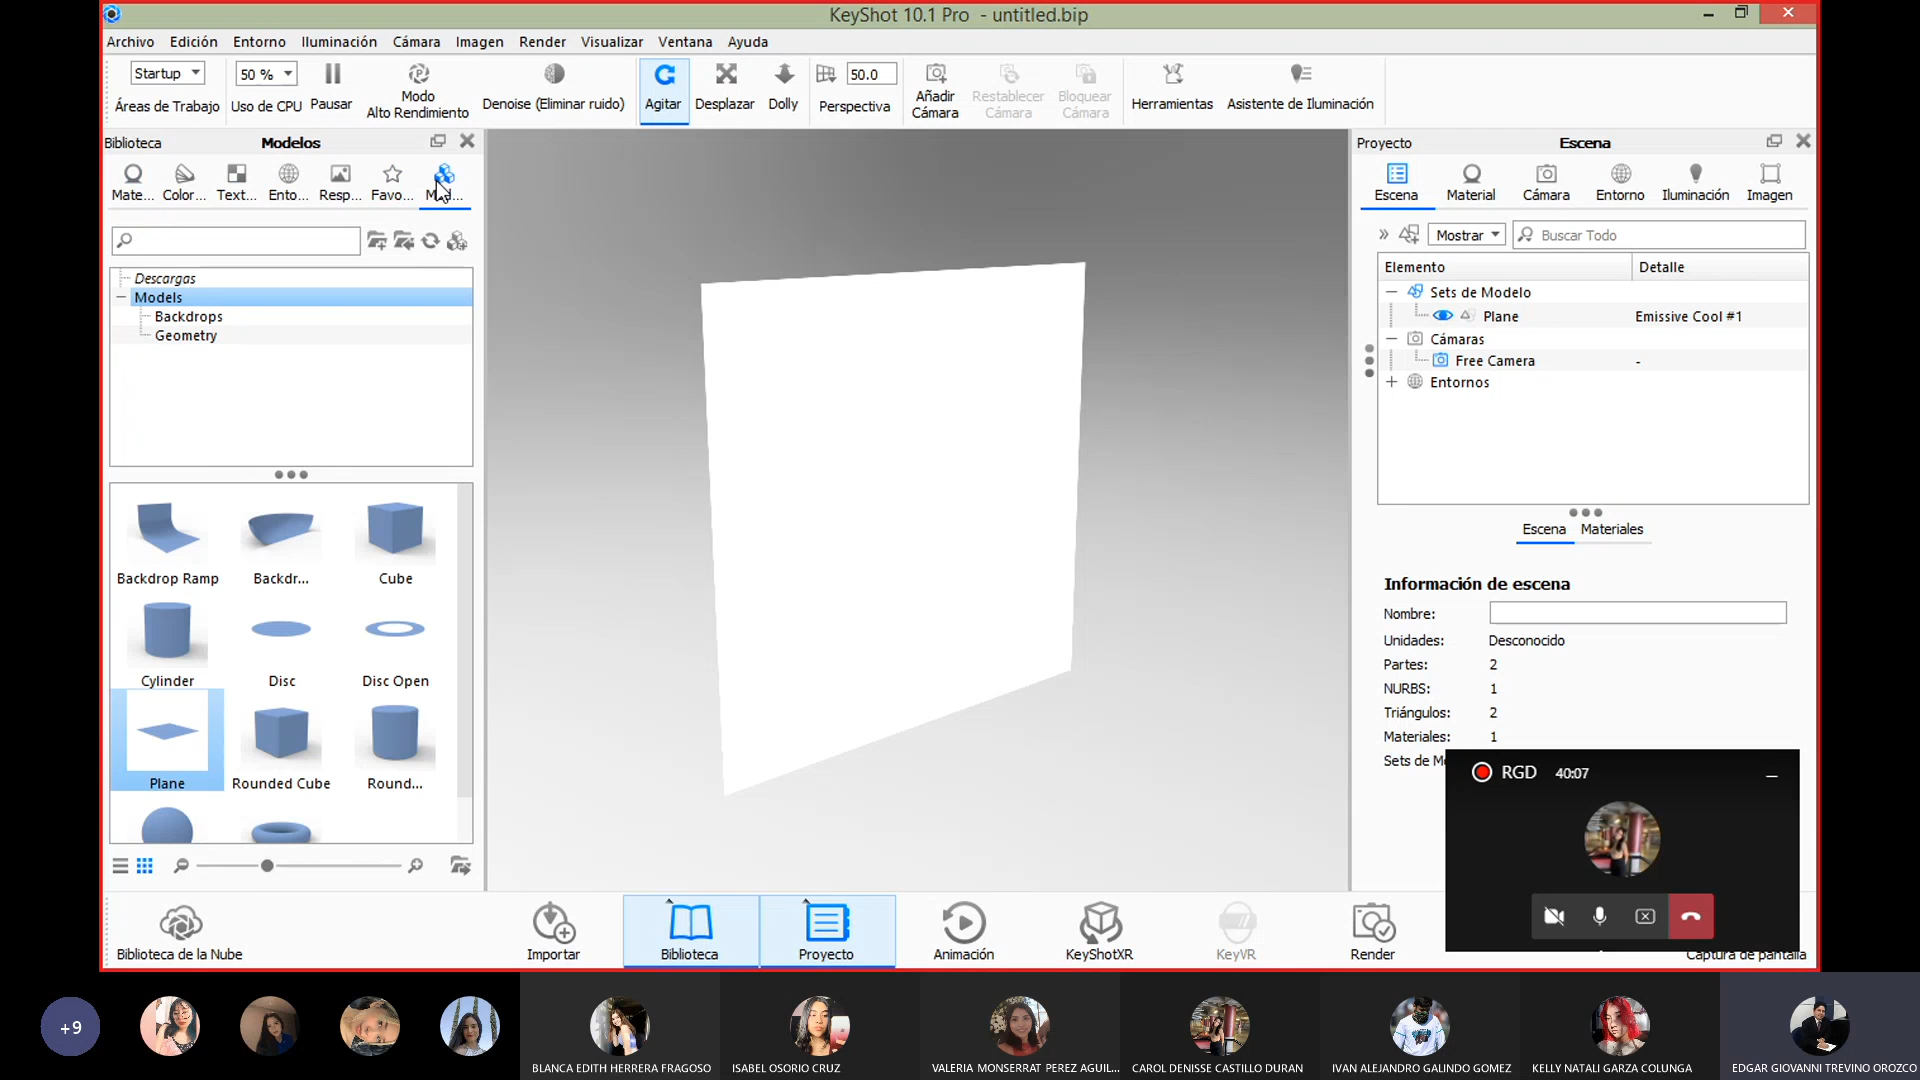 KeyShot 10.1 Pro - untitled.bip
Archivo Edición Entorno Iluminación Cámara Imagen Render Visualizar Ventana Ayuda
Startup
Áreas de Trabajo
50 %
Uso de CPU
Pausar
Modo
Alto Rendimiento
Denoise (Eliminar ruido)
Agitar
Desplazar
Dolly
50.0
Perspectiva
Añadir
Cámara
Restablecer
Cámara
Bloquear
Cámara
Herramientas
Asistente de Iluminación
Biblioteca
Modelos
Mate... Color... Text... Ento... Resp... Favo...
Descargas
Models
Backdrops
Geometry
Backdrop Ramp
Backdr...
Cube
Cylinder
Disc
Disc Open
Plane
Rounded Cube
Round...
Proyecto
Escena
Escena Material Cámara Entorno Iluminación Imagen
»
Mostrar
Buscar Todo
Elemento Detalle
Sets de Modelo
Plane Emissive Cool #1
Cámaras
Free Camera -
Entornos
Escena Materiales
Información de escena
Nombre:
Unidades: Desconocido
Partes: 2
NURBS: 1
Triángulos: 2
Materiales: 1
Sets de M
RGD 40:07
Biblioteca de la Nube
Importar
Biblioteca
Proyecto
Animación
KeyShotXR
KeyVR
Render
Captura de pantalla
+9
BLANCA EDITH HERRERA FRAGOSO
ISABEL OSORIO CRUZ
VALERIA MONSERRAT PEREZ AGUIL...
CAROL DENISSE CASTILLO DURAN
IVAN ALEJANDRO GALINDO GOMEZ
KELLY NATALI GARZA COLUNGA
EDGAR GIOVANNI TREVINO OROZCO